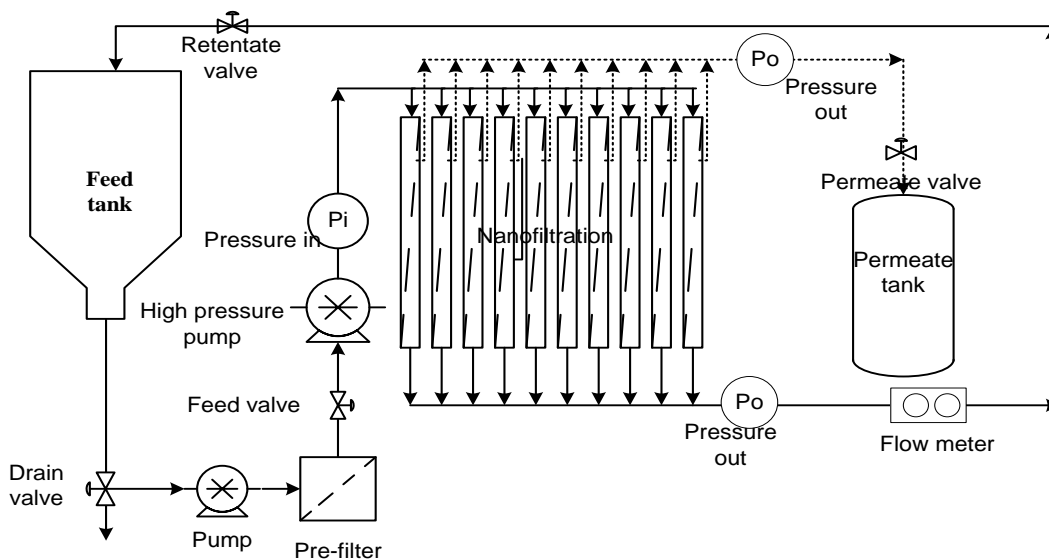 Retentate
valve
Po
Pressure
out
Feed
tank
Permeate valve
Pi
Pressure in
Nanofiltration
Permeate
tank
High pressure
pump
Feed valve
Po
Pressure
out
Flow meter
Drain
valve
Pump
Pre-filter